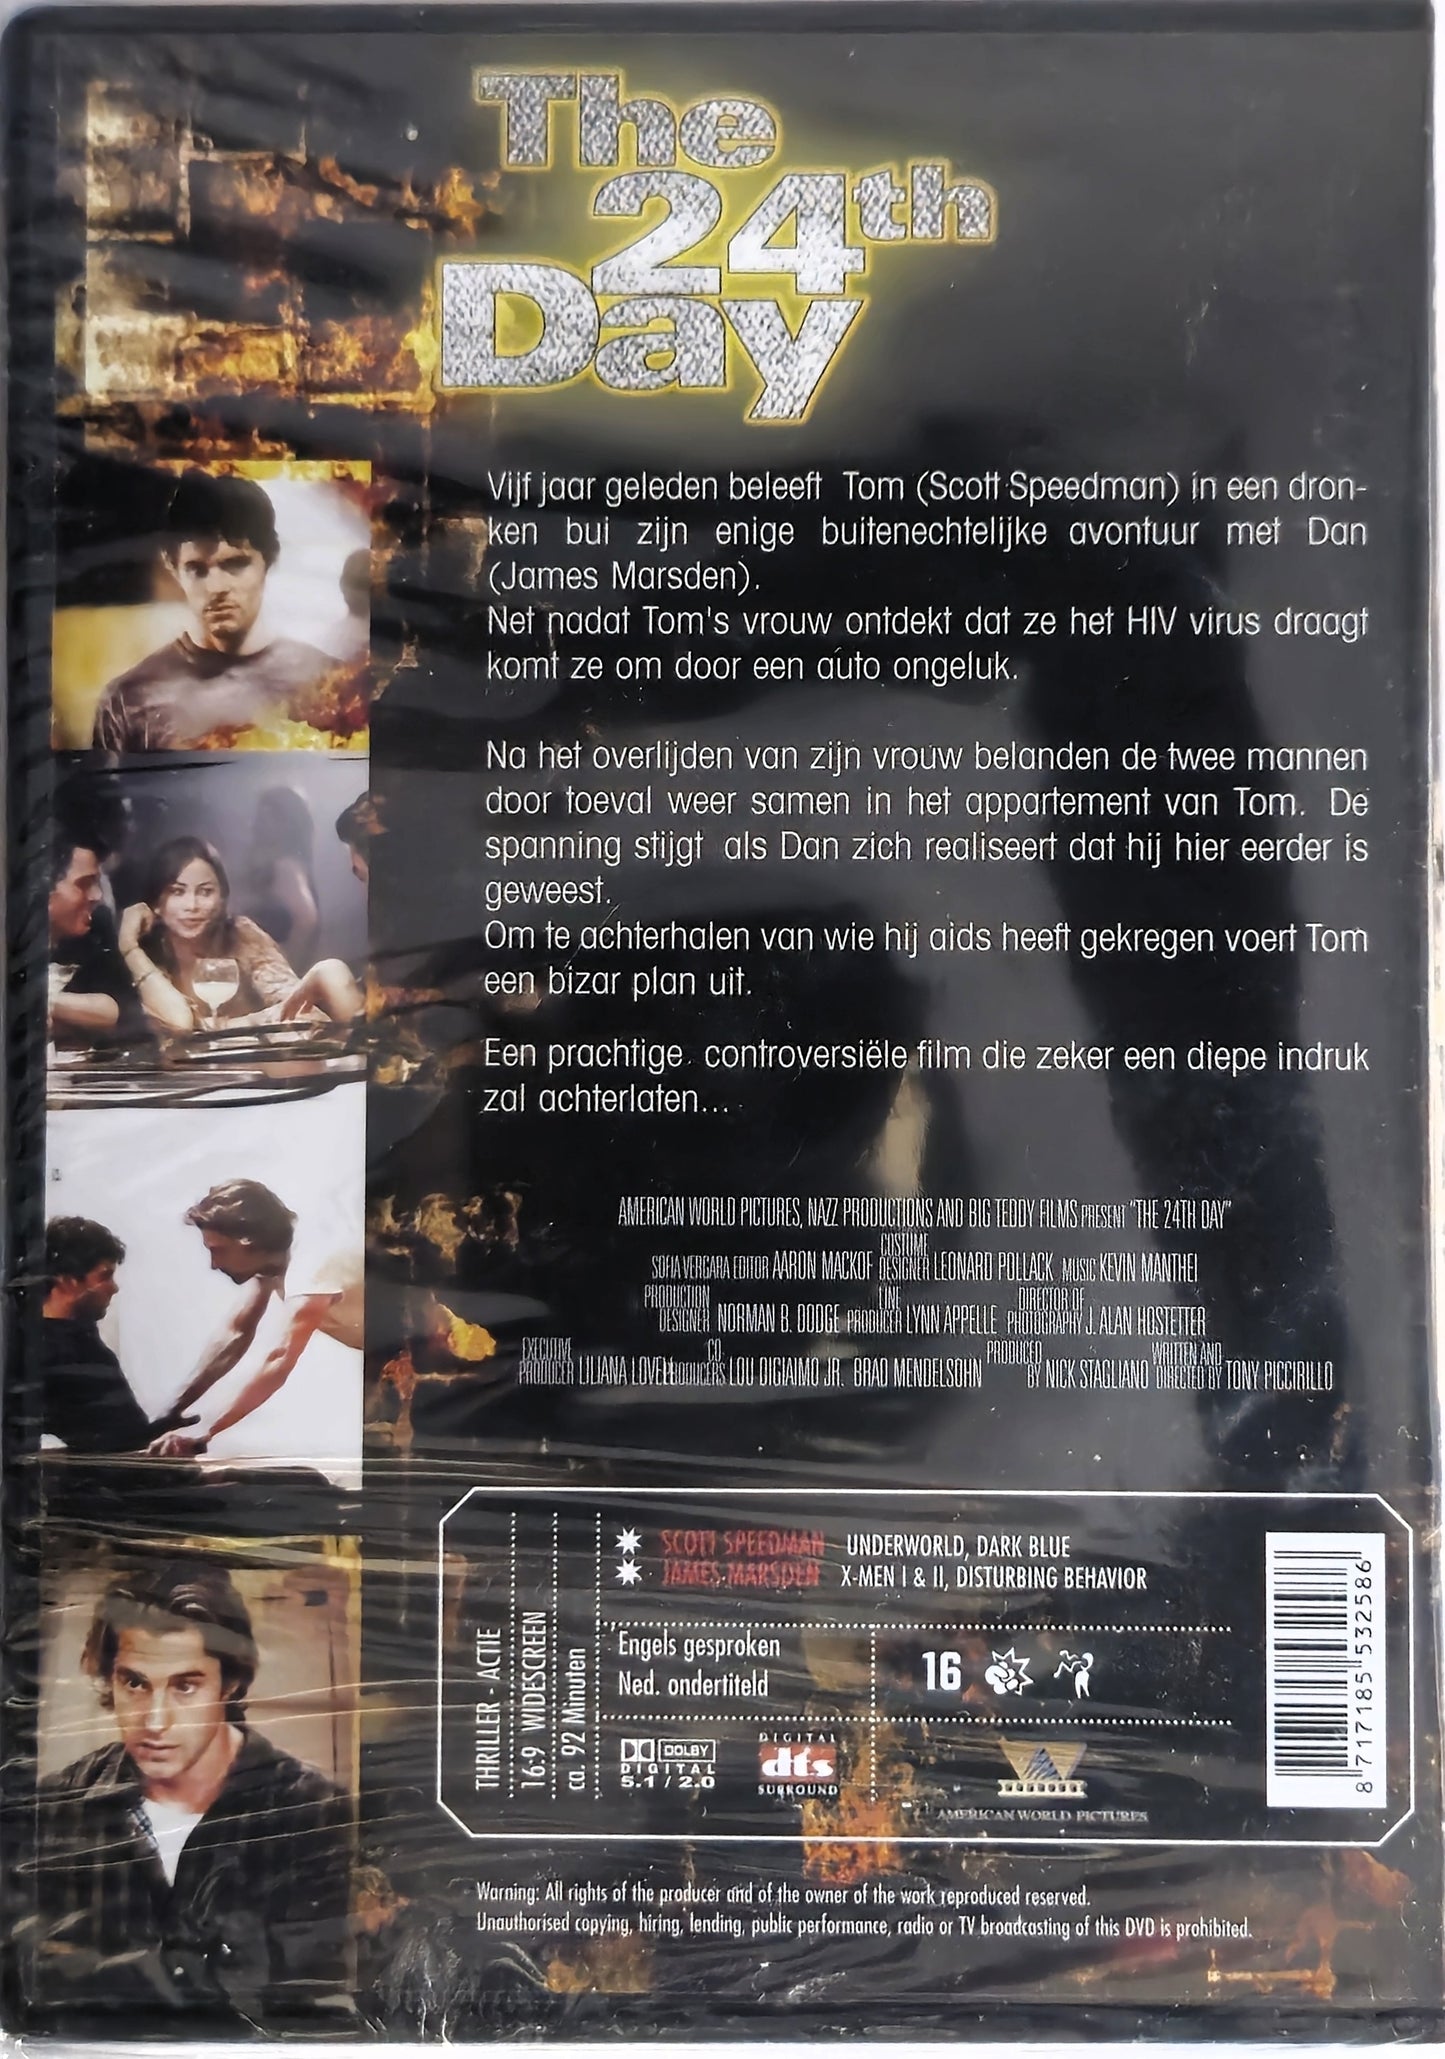 The
24th
Day
Vijf jaar geleden beleeft Tom (Scott Speedman) in een dron-
ken bui zijn enige buitenechtelijke avontuur met Dan
(James Marsden).
Net nadat Tom's vrouw ontdekt dat ze het HIV virus draagt
komt ze om door een auto ongeluk.
Na het overlijden van zijn vrouw belanden de twee mannen
door toeval weer samen in het appartement van Tom. De
spanning stijgt als Dan zich realiseert dat hij hier eerder is
geweest.
Om te achterhalen van wie hij aids heeft gekregen voert Tom
een bizar plan uit.
Een prachtige controversiële film die zeker een diepe indruk
zal achterlaten...
AMERICAN WORLD PICTURES, NAZZ PRODUCTIONS AND BIG TEDDY FILMS PRESENT "THE 24TH DAY"
SOFIA VERGARA EDITOR AARON MACKOF COSTUME DESIGNER LEONARD POLLACK MUSIC KEVIN MANTHEI
PRODUCTION DESIGNER NORMAN B. DODGE LINE PRODUCER LYNN APPELLE DIRECTOR OF PHOTOGRAPHY J. ALAN HOSTETTER
EXECUTIVE PRODUCER LILIANA LOVELL CO PRODUCERS LOU DIGIAIMO JR. BRAD MENDELSOHN PRODUCED BY NICK STAGLIANO WRITTEN AND DIRECTED BY TONY PICCIRILLO
THRILLER - ACTIE
16:9 WIDESCREEN
ca. 92 Minuten
SCOTT SPEEDMAN UNDERWORLD, DARK BLUE
JAMES MARSDEN X-MEN I & II, DISTURBING BEHAVIOR
Engels gesproken
Ned. ondertiteld
16
DOLBY
DIGITAL
5.1 / 2.0
DIGITAL
dts
SURROUND
AMERICAN WORLD PICTURES
8 717185 532586
Warning: All rights of the producer and of the owner of the work reproduced reserved.
Unauthorised copying, hiring, lending, public performance, radio or TV broadcasting of this DVD is prohibited.